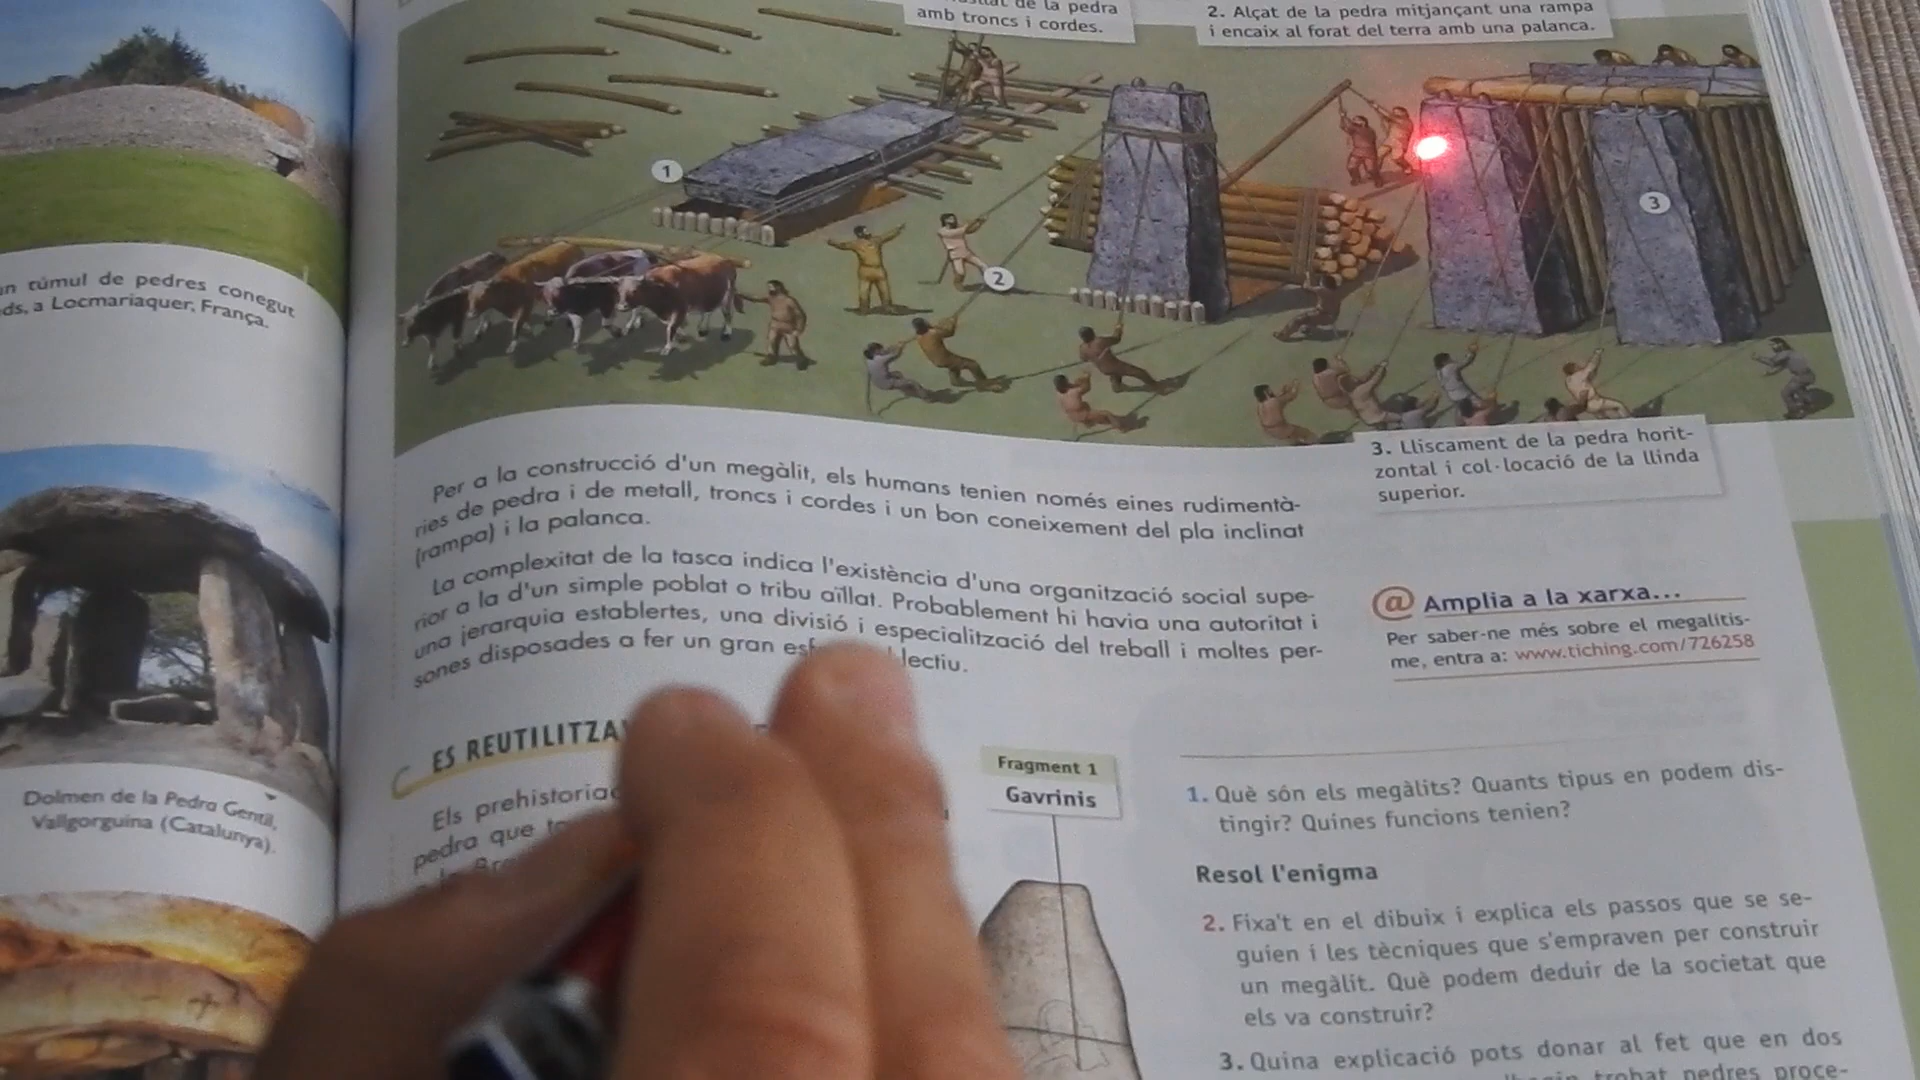 de la pedra
amb troncs i cordes.
2. Alçat de la pedra mitjançant una rampa
i encaix al forat del terra amb una palanca.
1
2
3
3. Lliscament de la pedra horit-
zontal i col·locació de la llinda
superior.
túmul de pedres conegut
a Locmariaquer, França.
Dolmen de la Pedra Gentil,
Vallgorguina (Catalunya).
Per a la construcció d'un megàlit, els humans tenien només eines rudimentà-
ries de pedra i de metall, troncs i cordes i un bon coneixement del pla inclinat
(rampa) i la palanca.
La complexitat de la tasca indica l'existència d'una organització social supe-
rior a la d'un simple poblat o tribu aïllat. Probablement hi havia una autoritat i
una jerarquia establertes, una divisió i especialització del treball i moltes per-
sones disposades a fer un gran
ES
Els
pedra que
Fragment 1
Gavrinis
@ Amplia a la xarxa...
Per saber-ne més sobre el megalitis-
me, entra a: www.tiching.com/726258
1. Què són els megàlits? Quants tipus en podem dis-
tingir? Quines funcions tenien?
Resol l'enigma
2. Fixa't en el dibuix i explica els passos que se se-
guien i les tècniques que s'empraven per construir
un megàlit. Què podem deduir de la societat que
els va construir?
3. Quina explicació pots donar al fet que en dos
trobat pedres proce-